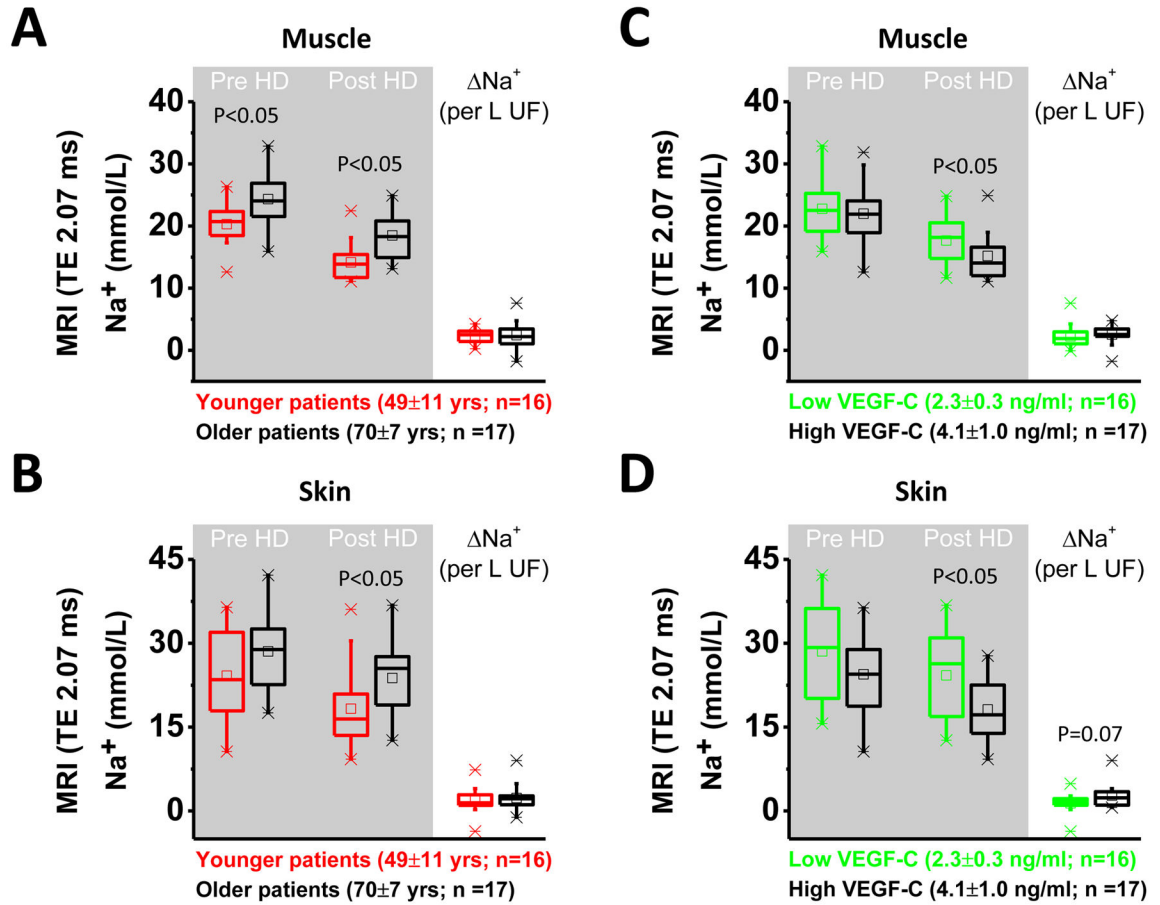 A
Muscle
Pre HD Post HD ΔNa⁺
(per L UF)
P<0.05
P<0.05
40
30
20
10
0
MRI (TE 2.07 ms)
Na⁺ (mmol/L)
Younger patients (49±11 yrs; n=16)
Older patients (70±7 yrs; n =17)
C
Muscle
Pre HD Post HD ΔNa⁺
(per L UF)
P<0.05
40
30
20
10
0
MRI (TE 2.07 ms)
Na⁺ (mmol/L)
Low VEGF-C (2.3±0.3 ng/ml; n=16)
High VEGF-C (4.1±1.0 ng/ml; n =17)
B
Skin
Pre HD Post HD ΔNa⁺
(per L UF)
P<0.05
45
30
15
0
MRI (TE 2.07 ms)
Na⁺ (mmol/L)
Younger patients (49±11 yrs; n=16)
Older patients (70±7 yrs; n =17)
D
Skin
Pre HD Post HD ΔNa⁺
(per L UF)
P<0.05
P=0.07
45
30
15
0
MRI (TE 2.07 ms)
Na⁺ (mmol/L)
Low VEGF-C (2.3±0.3 ng/ml; n=16)
High VEGF-C (4.1±1.0 ng/ml; n =17)